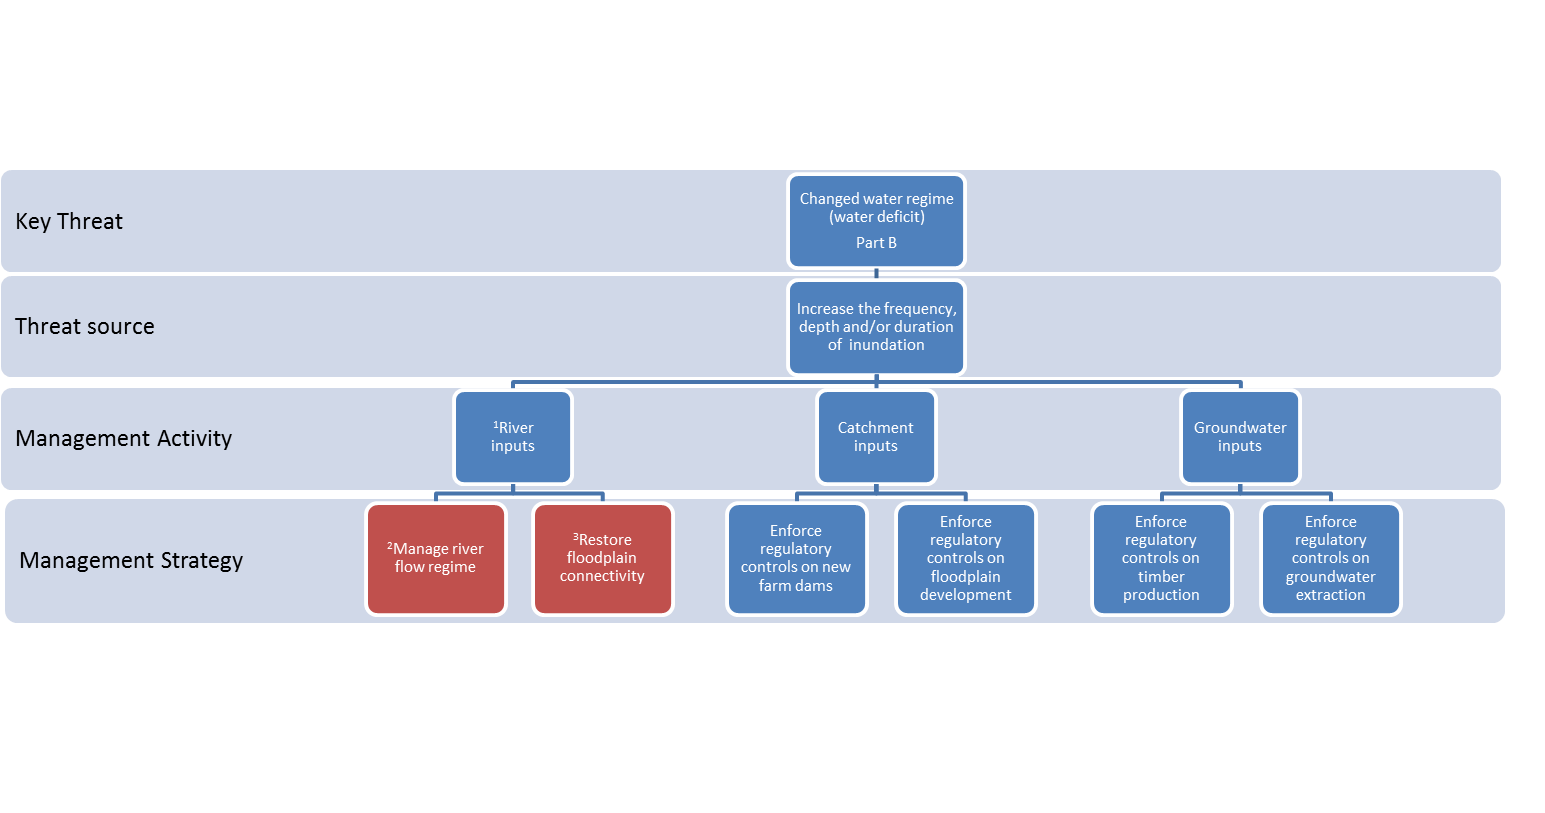 Key Threat
Changed water regime
(water deficit)
Part B
Threat source
Increase the frequency,
depth and/or duration
of inundation
Management Activity
¹River
inputs
Catchment
inputs
Groundwater
inputs
Management Strategy
²Manage river
flow regime
³Restore
floodplain
connectivity
Enforce
regulatory
controls on new
farm dams
Enforce
regulatory
controls on
floodplain
development
Enforce
regulatory
controls on
timber
production
Enforce
regulatory
controls on
groundwater
extraction